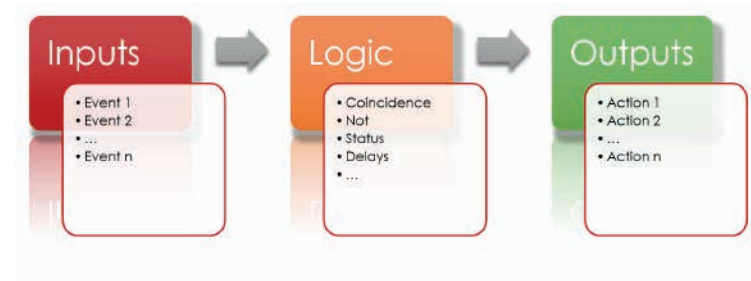 Inputs
• Event 1
• Event 2
• ...
• Event n
Logic
• Coincidence
• Not
• Status
• Delays
• ...
Outputs
• Action 1
• Action 2
• ...
• Action n